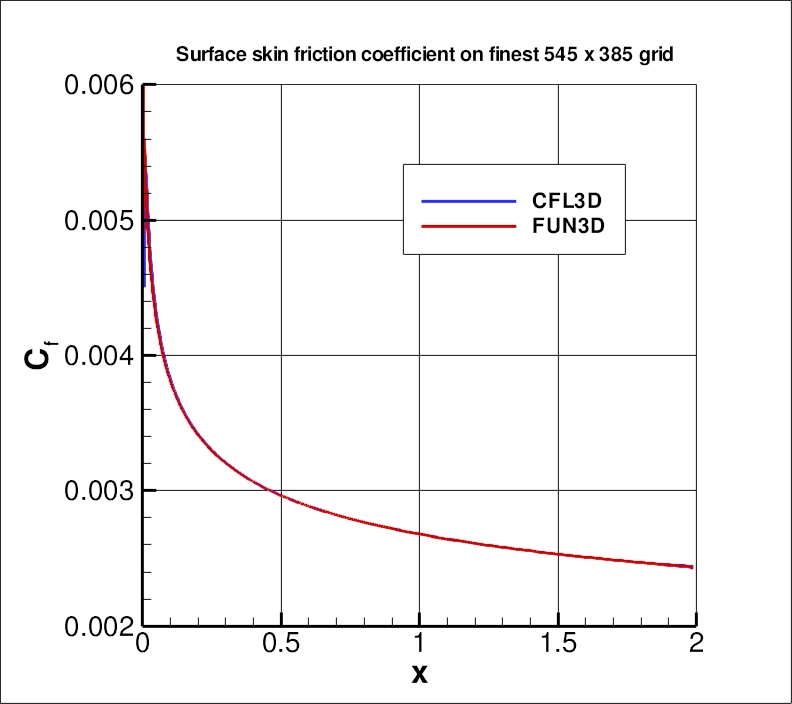 Surface skin friction coefficient on finest 545 x 385 grid
0.006
CFL3D
0.005
FUN3D
0.004
Cf
0.003
0.002
0 0.5 1 1.5 2
x